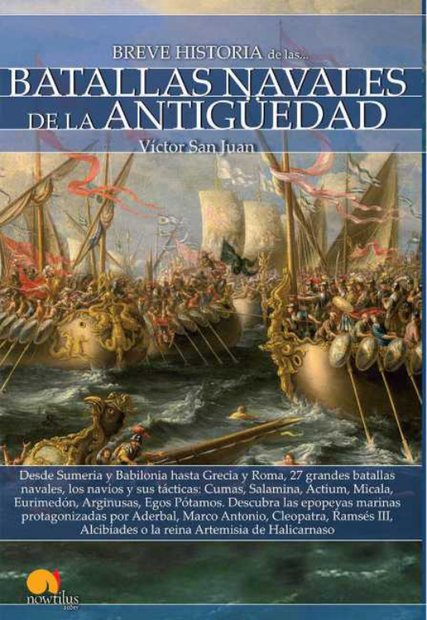 BREVE HISTORIA de las...
BATALLAS NAVALES
DE LA ANTIGÜEDAD
Víctor San Juan
Desde Sumeria y Babilonia hasta Grecia y Roma, 27 grandes batallas
navales, los navíos y sus tácticas: Cumas, Salamina, Actium, Micala,
Eurimedón, Arginusas, Egos Pótamos. Descubra las epopeyas marinas
protagonizadas por Aderbal, Marco Antonio, Cleopatra, Ramsés III,
Alcibíades o la reina Artemisia de Halicarnaso
nowtilus